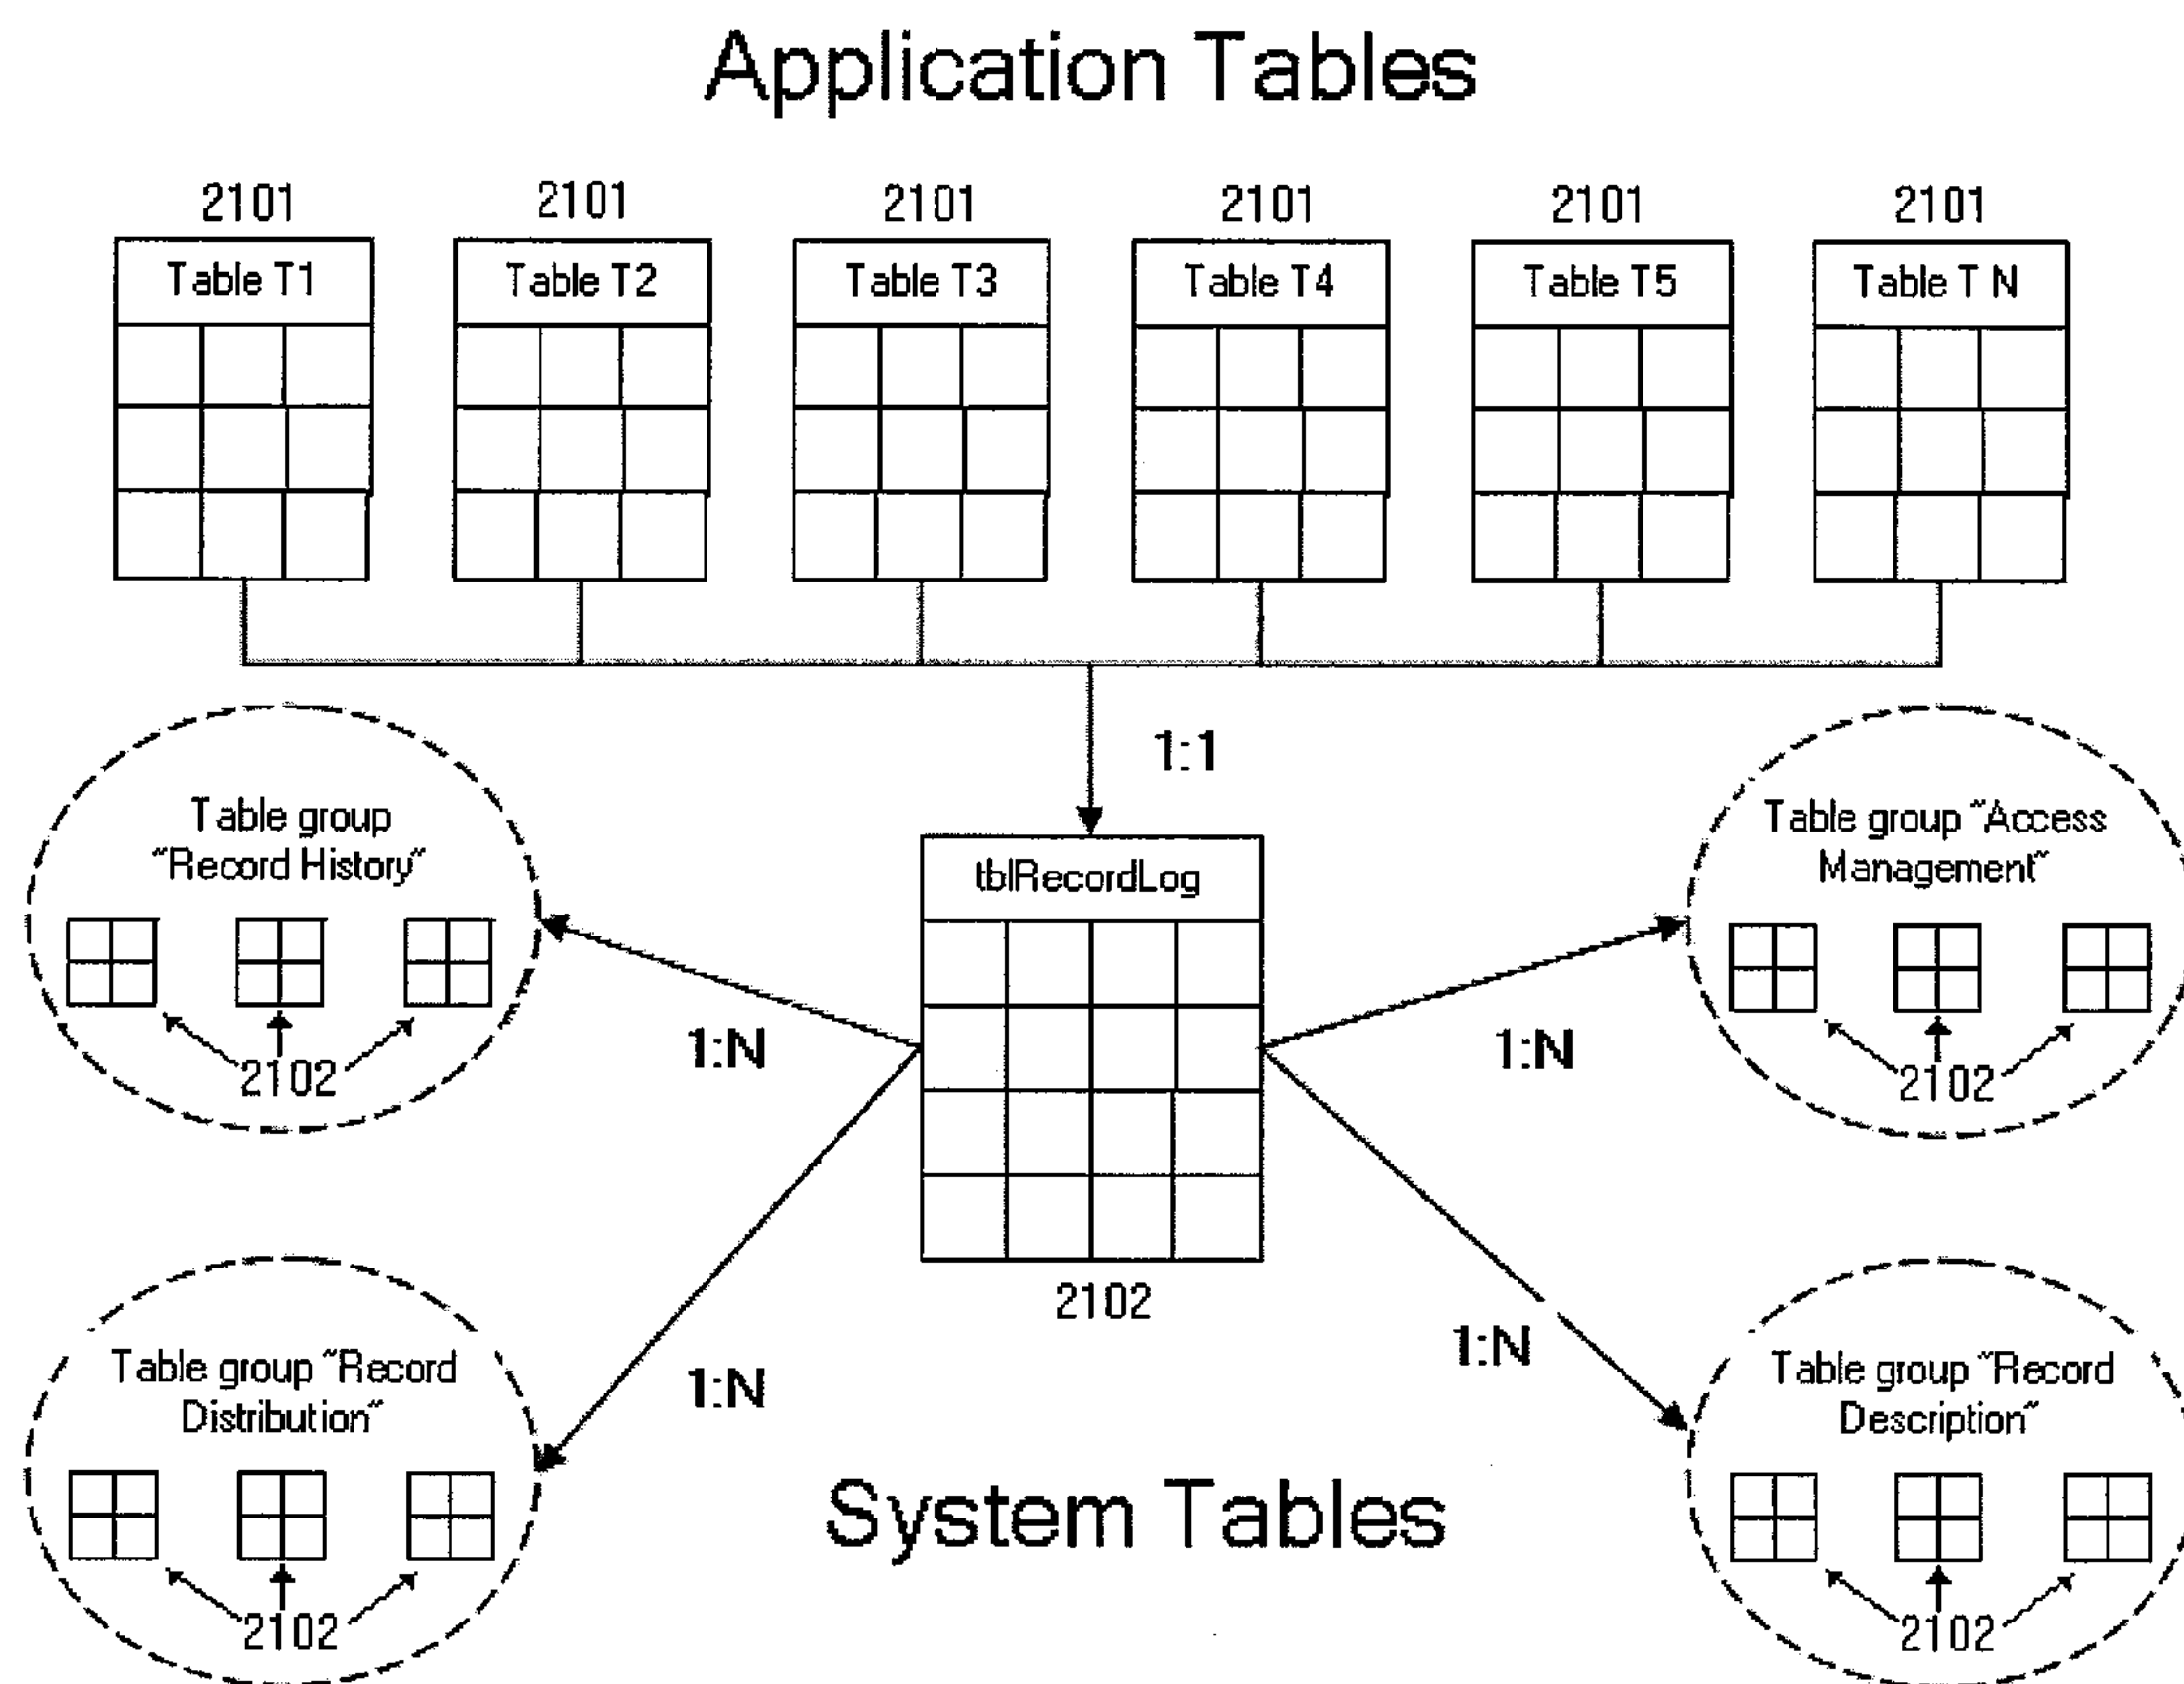 Application Tables
2101 2101 2101 2101 2101 2101
Table T1 Table T2 Table T3 Table T4 Table T5 Table T N
1:1
Table group
"Record History"
2102
tblRecordLog
2102
Table group "Access
Management"
2102
1:N
1:N
1:N
1:N
Table group "Record
Distribution"
2102
Table group "Record
Description"
2102
System Tables